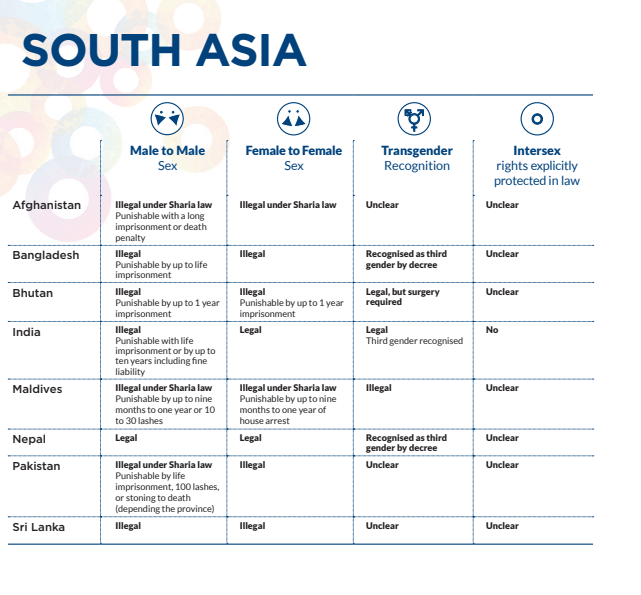 SOUTH ASIA
Male to Male
Sex
Female to Female
Sex
Transgender
Recognition
Intersex
rights explicitly
protected in law
Afghanistan
Illegal under Sharia law
Punishable with a long
imprisonment or death
penalty
Illegal under Sharia law
Unclear
Unclear
Bangladesh
Illegal
Punishable by up to life
imprisonment
Illegal
Recognised as third
gender by decree
Unclear
Bhutan
Illegal
Punishable by up to 1 year
imprisonment
Illegal
Punishable by up to 1 year
imprisonment
Legal, but surgery
required
Unclear
India
Illegal
Punishable with life
imprisonment or by up to
ten years including fine
liability
Legal
Legal
Third gender recognised
No
Maldives
Illegal under Sharia law
Punishable by up to nine
months to one year or 10
to 30 lashes
Illegal under Sharia law
Punishable by up to nine
months to one year of
house arrest
Illegal
Unclear
Nepal
Legal
Legal
Recognised as third
gender by decree
Unclear
Pakistan
Illegal under Sharia law
Punishable by life
imprisonment, 100 lashes,
or stoning to death
(depending the province)
Illegal
Unclear
Unclear
Sri Lanka
Illegal
Illegal
Unclear
Unclear